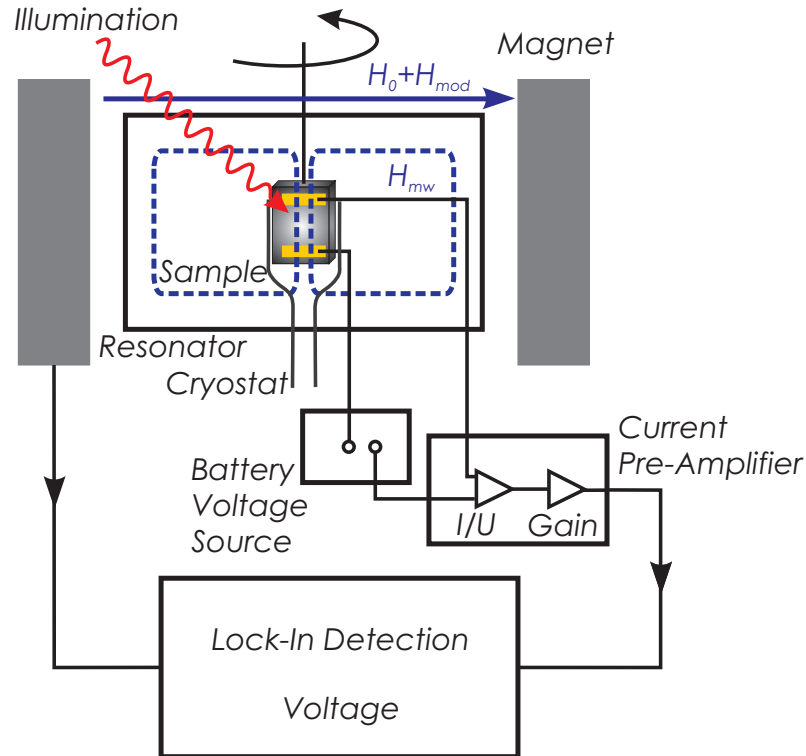 Illumination
Magnet
H0+Hmod
Hmw
Sample
Resonator
Cryostat
Current
Pre-Amplifier
Battery
Voltage
Source
I/U
Gain
Lock-In Detection
Voltage